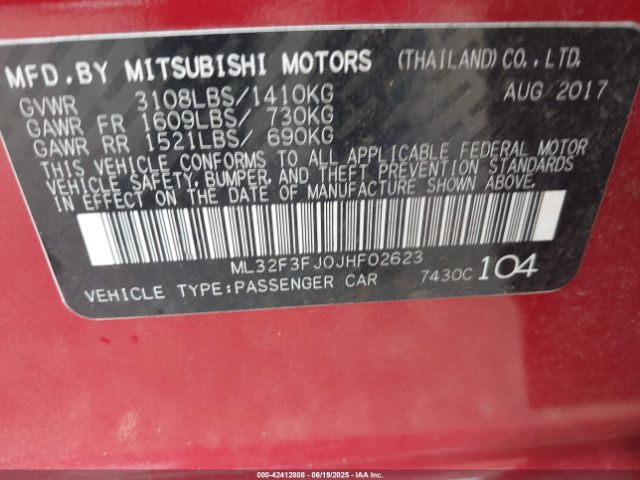 MFD.BY MITSUBISHI MOTORS (THAILAND) CO., LTD.
GVWR 3108LBS/1410KG AUG 2017
GAWR FR 1609LBS/ 730KG
GAWR RR 1521LBS/ 690KG
THIS VEHICLE CONFORMS TO ALL APPLICABLE FEDERAL MOTOR
VEHICLE SAFETY, BUMPER, AND THEFT PREVENTION STANDARDS
IN EFFECT ON THE DATE OF MANUFACTURE SHOWN ABOVE.
ML32F3FJ0JHF02623
VEHICLE TYPE:PASSENGER CAR 7430C 104
000-42412808 - 06/19/2025 - IAAI.COM